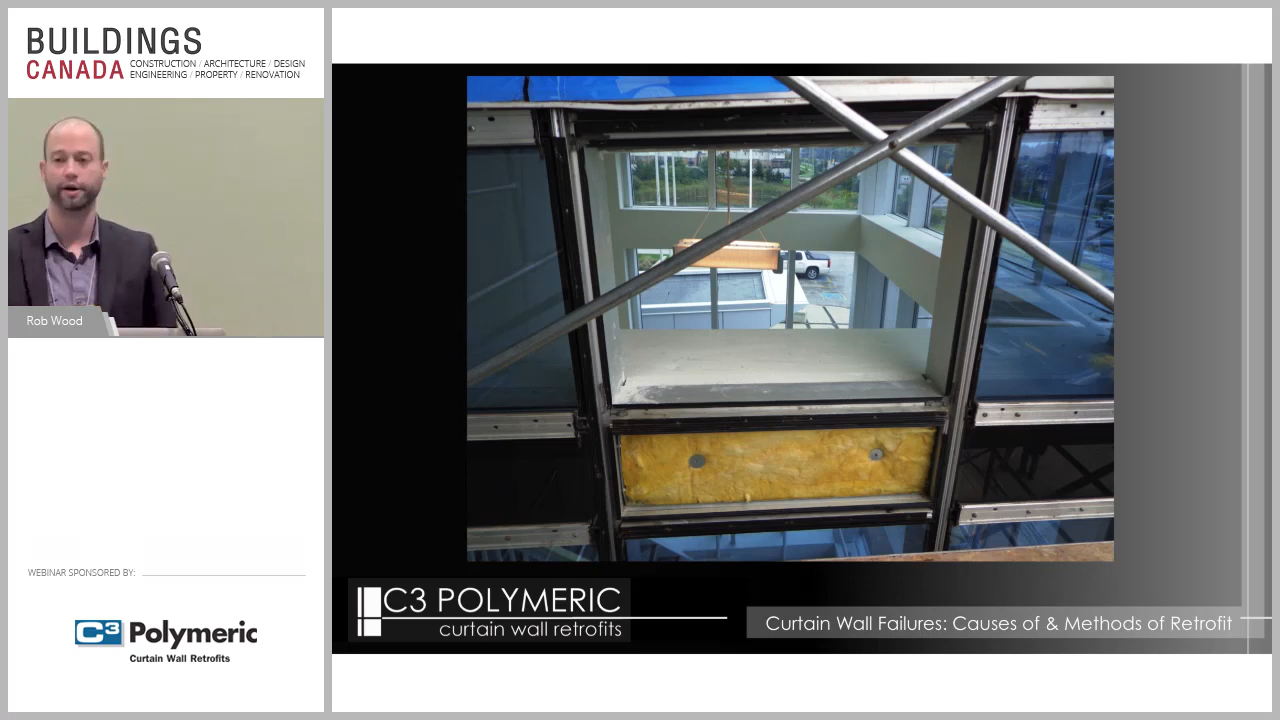 BUILDINGS
CANADA
CONSTRUCTION / ARCHITECTURE / DESIGN
ENGINEERING / PROPERTY / RENOVATION
Rob Wood
WEBINAR SPONSORED BY:
C3 Polymeric
Curtain Wall Retrofits
C3 POLYMERIC
curtain wall retrofits
Curtain Wall Failures: Causes of & Methods of Retrofit